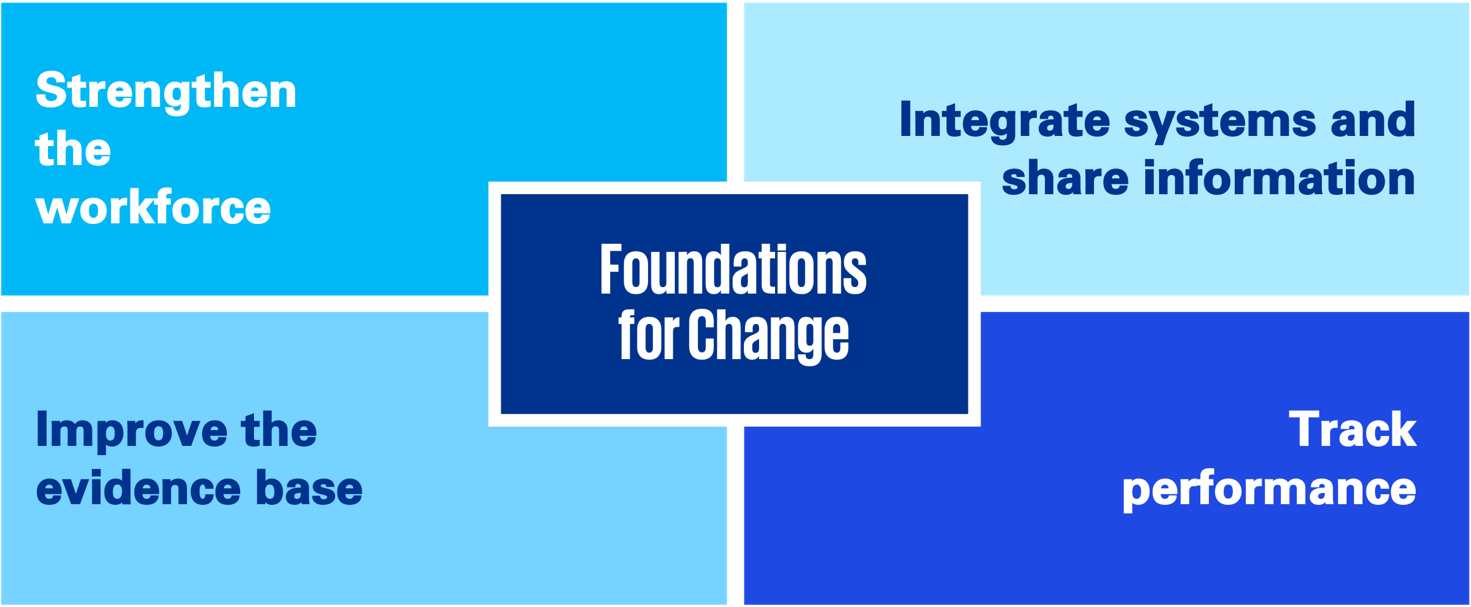 Strengthen
the
workforce
Integrate systems and
share information
Foundations
for Change
Improve the
evidence base
Track
performance